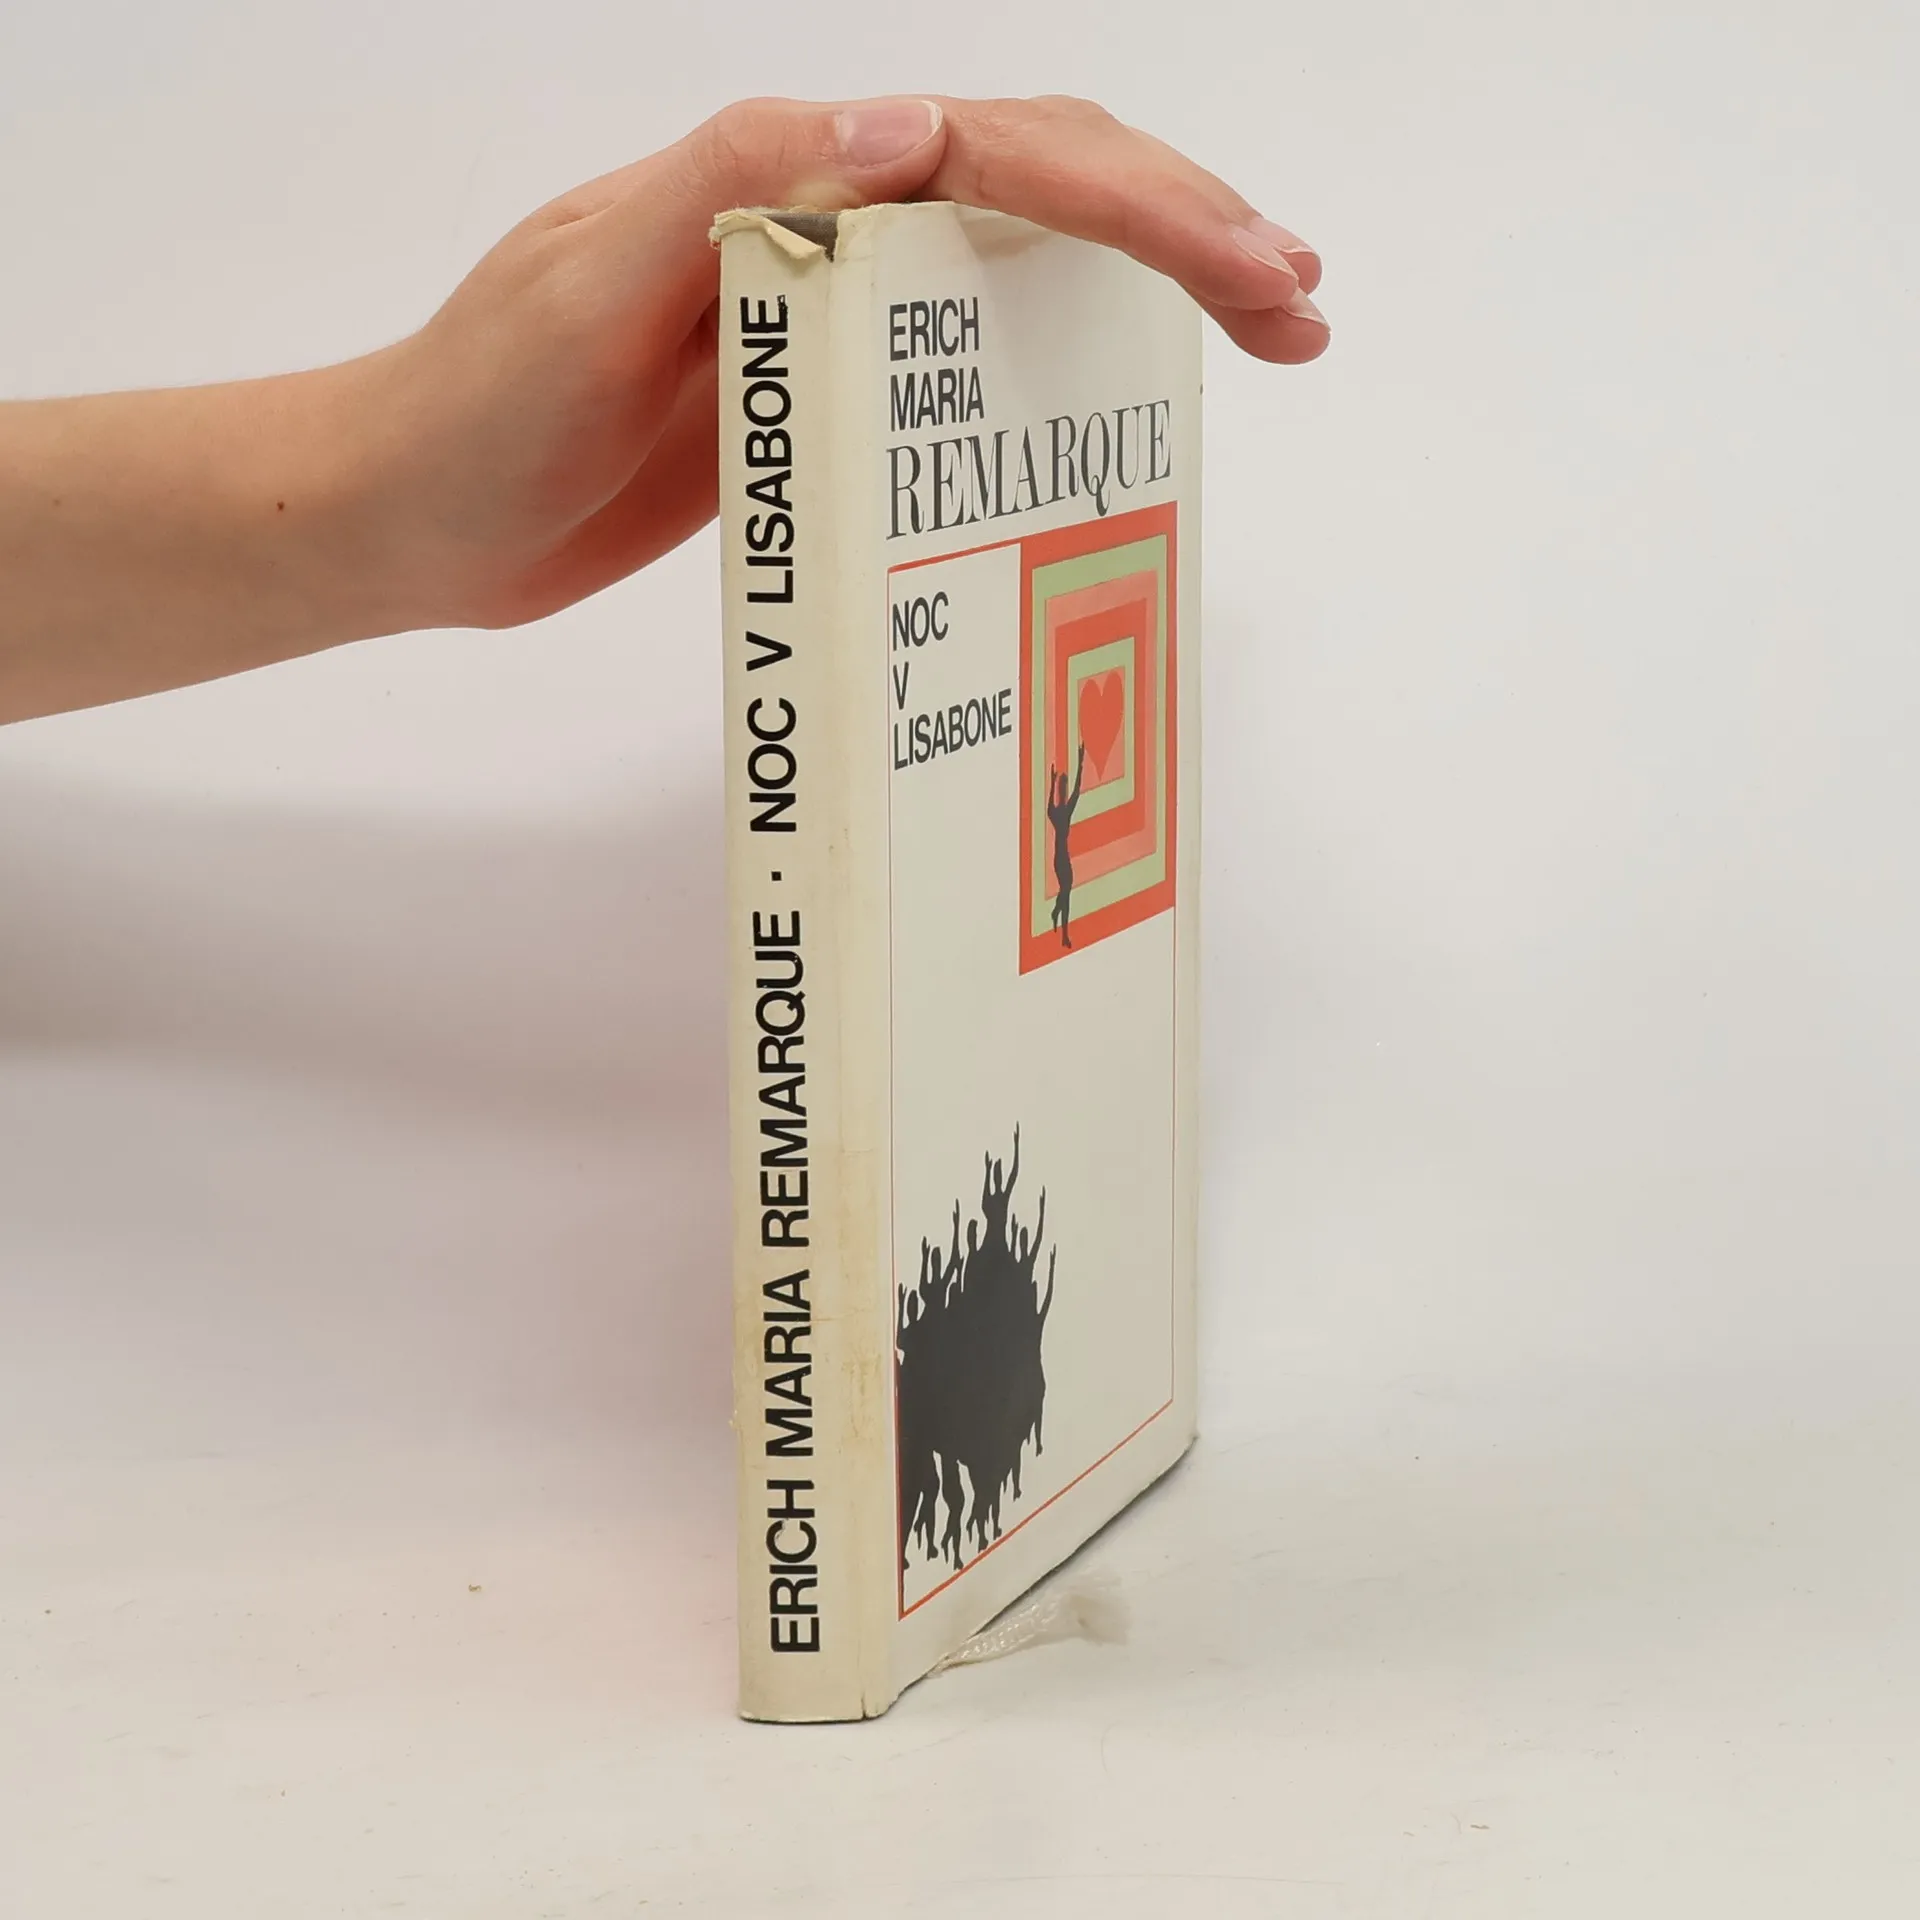 ERICH MARIA REMARQUE · NOC V LISABONE
ERICH
MARIA
REMARQUE
NOC
V
LISABONE